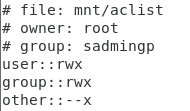 # file: mnt/aclist
# owner: root
# group: sadmingp
user::rwx
group::rwx
other::--x